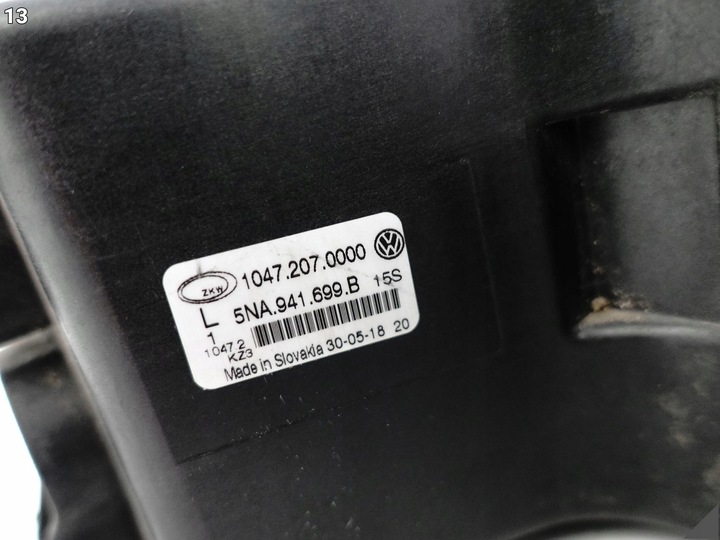 13
ZKW 1047.207.0000
L 5NA.941.699.B 15S
1
1047.2
KZ3
Made in Slovakia 30-05-18 20